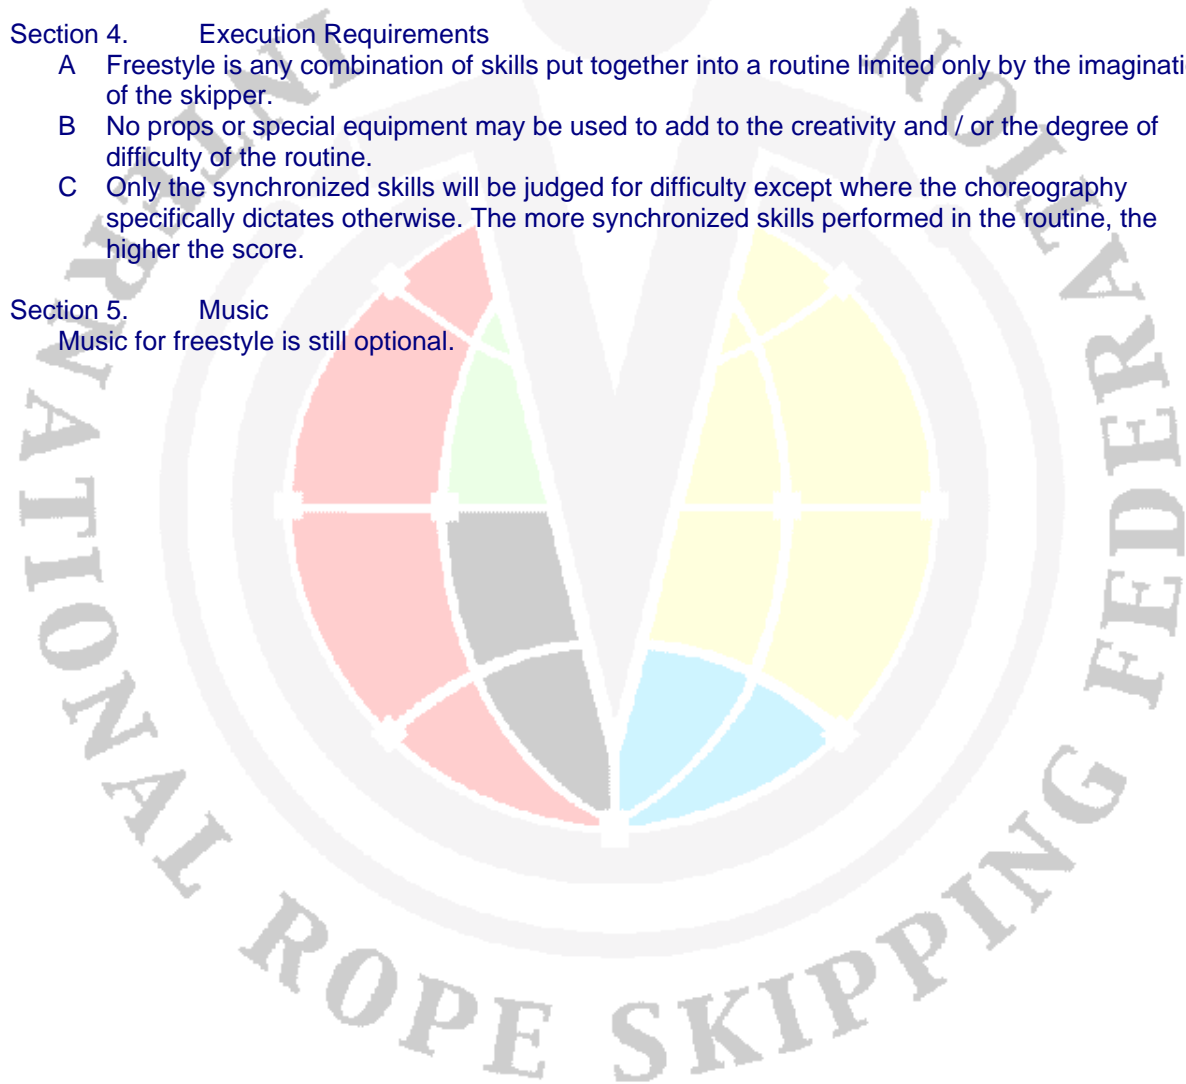 Section 4. Execution Requirements
A Freestyle is any combination of skills put together into a routine limited only by the imaginati
of the skipper.
B No props or special equipment may be used to add to the creativity and / or the degree of
difficulty of the routine.
C Only the synchronized skills will be judged for difficulty except where the choreography
specifically dictates otherwise. The more synchronized skills performed in the routine, the
higher the score.
Section 5. Music
Music for freestyle is still optional.
INTERNATIONAL ROPE SKIPPING FEDERATION